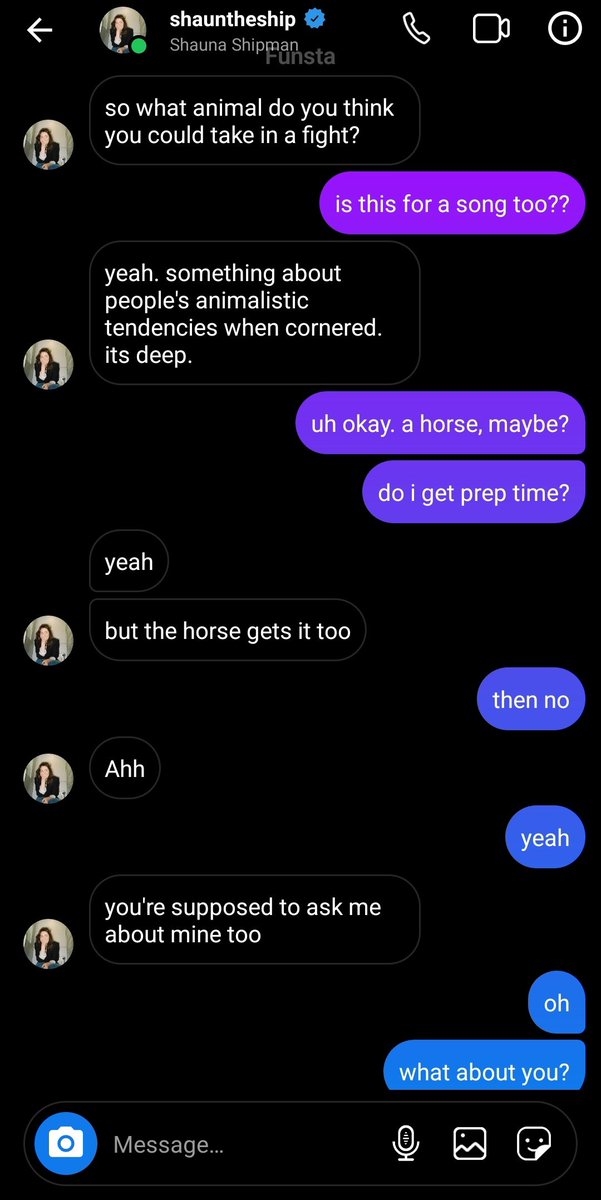 shauntheship
Shauna Shipman
Funsta
so what animal do you think
you could take in a fight?
is this for a song too??
yeah. something about
people's animalistic
tendencies when cornered.
its deep.
uh okay. a horse, maybe?
do i get prep time?
yeah
but the horse gets it too
then no
Ahh
yeah
you're supposed to ask me
about mine too
oh
what about you?
Message...